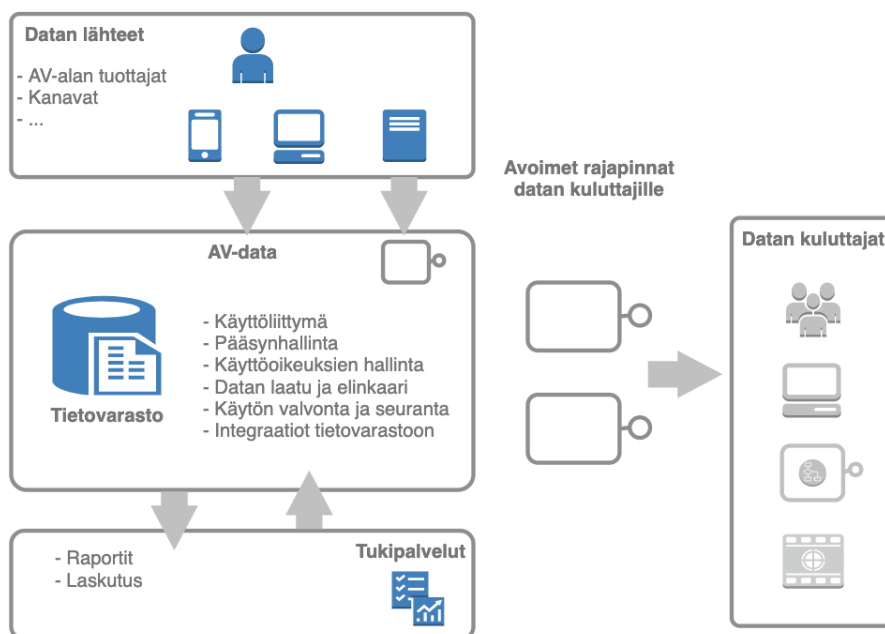 Datan lähteet
- AV-alan tuottajat
- Kanavat
- ...
Avoimet rajapinnat
datan kuluttajille
AV-data
- Käyttöliittymä
- Pääsynhallinta
- Käyttöoikeuksien hallinta
- Datan laatu ja elinkaari
- Käytön valvonta ja seuranta
- Integraatiot tietovarastoon
Tietovarasto
Datan kuluttajat
Tukipalvelut
- Raportit
- Laskutus